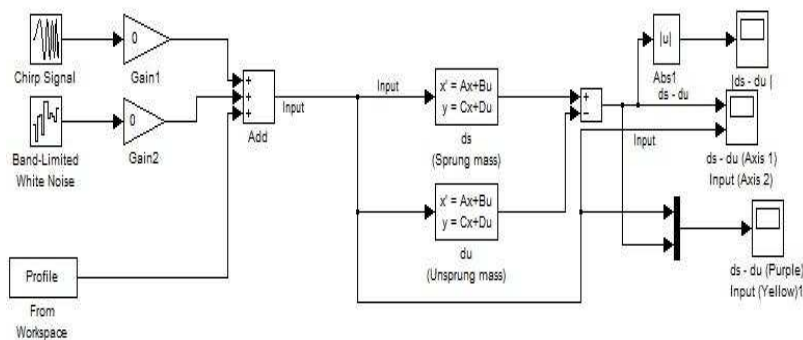 Chirp Signal
0
Gain1
Band-Limited
White Noise
0
Gain2
Profile
From
Workspace
+
+
+
Add
Input
Input
x' = Ax+Bu
y = Cx+Du
ds
(Sprung mass)
x' = Ax+Bu
y = Cx+Du
du
(Unsprung mass)
+
−
|u|
Abs1
ds - du
|ds - du |
Input
ds - du (Axis 1)
Input (Axis 2)
ds - du (Purple)
Input (Yellow)1